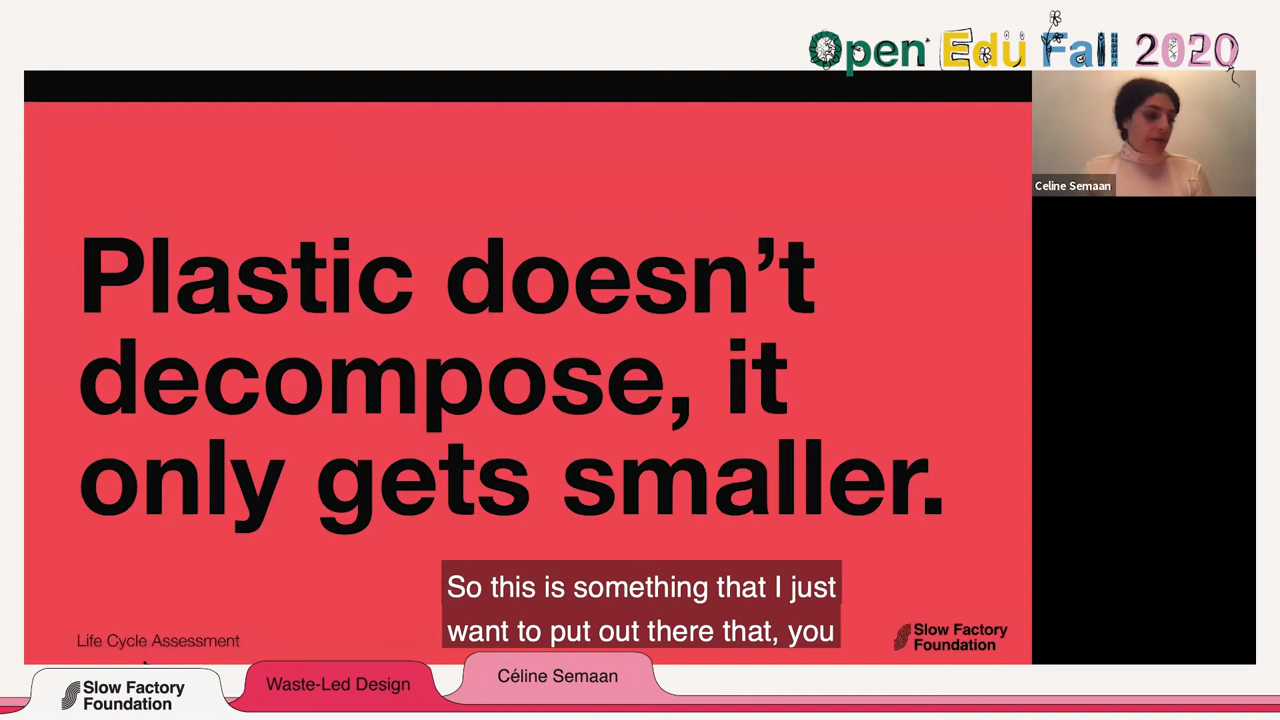 Open Edu Fall 2020
Celine Semaan
Plastic doesn’t
decompose, it
only gets smaller.
So this is something that I just
want to put out there that, you
Life Cycle Assessment
Slow Factory
Foundation
Slow Factory
Foundation
Waste-Led Design
Céline Semaan